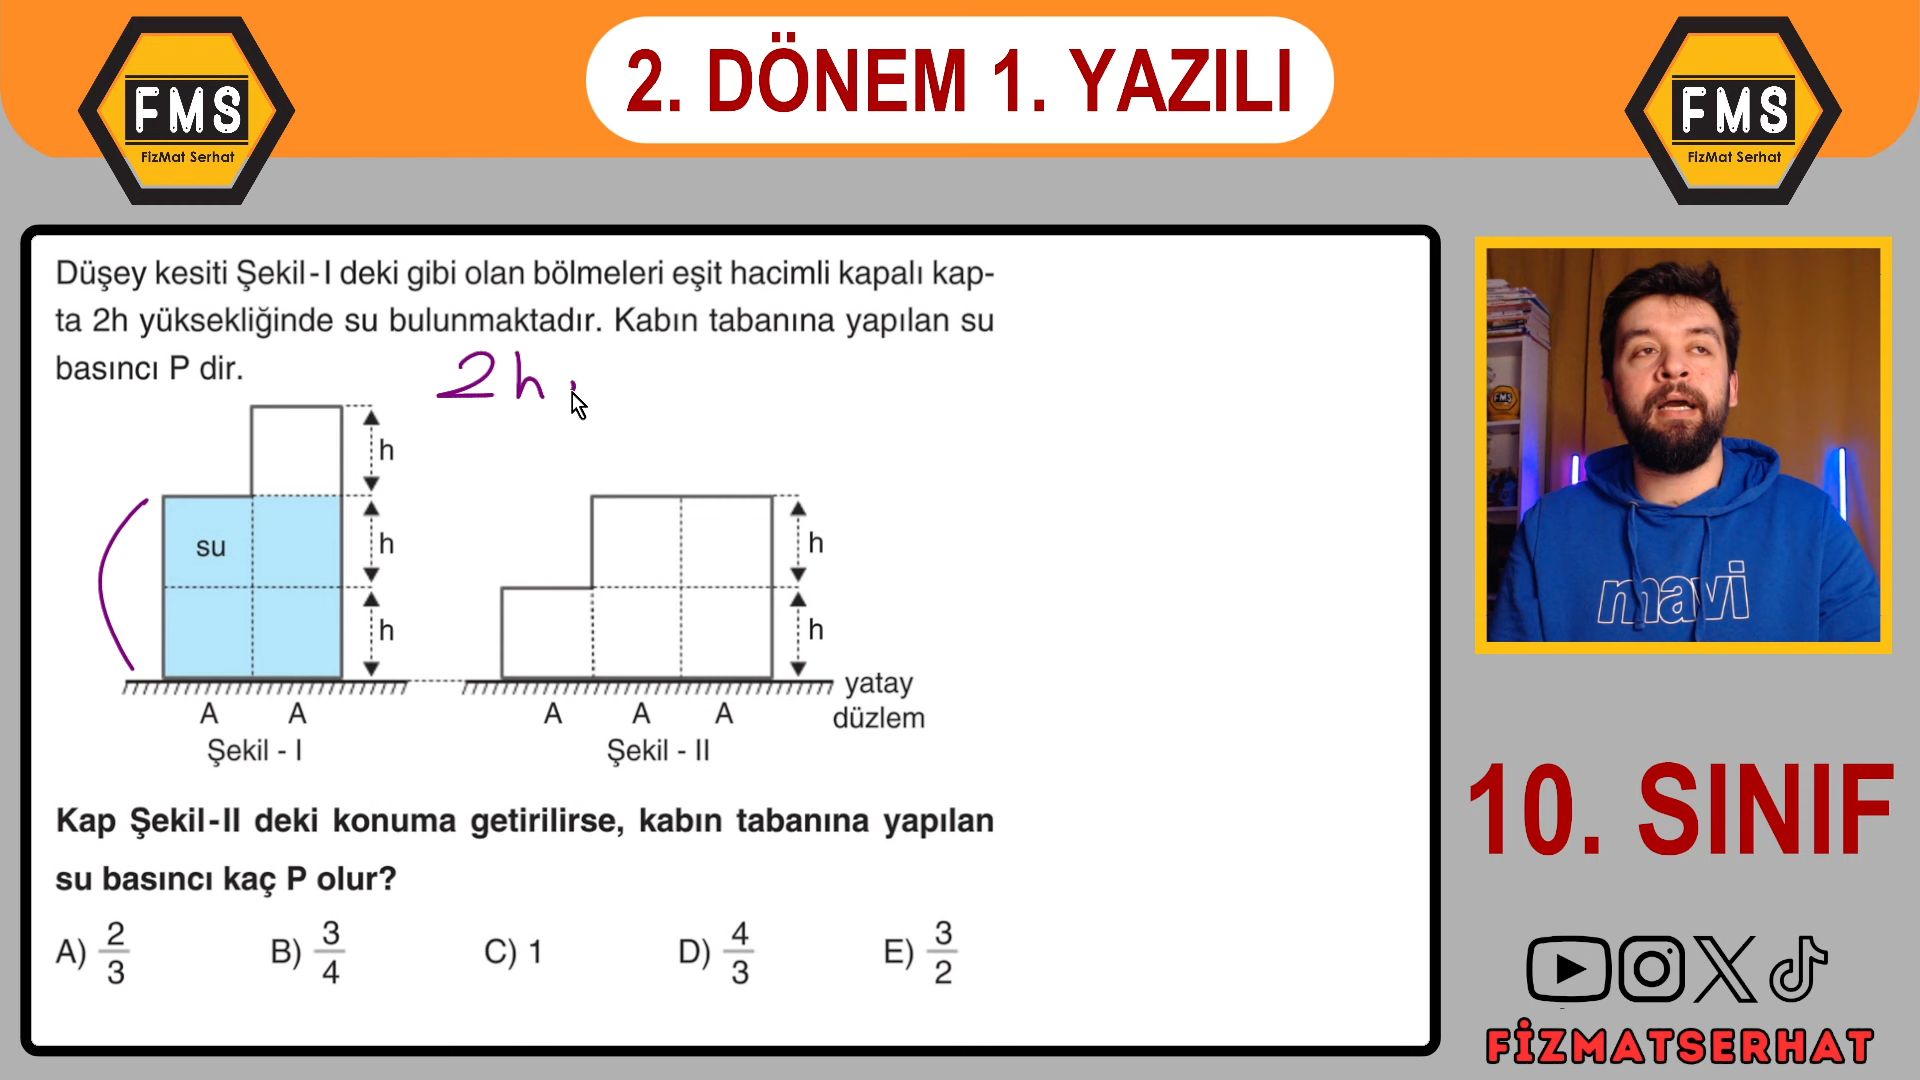 2. DÖNEM 1. YAZILI
FMS
FizMat Serhat
FMS
FizMat Serhat
Düşey kesiti Şekil-I deki gibi olan bölmeleri eşit hacimli kapalı kap-
ta 2h yüksekliğinde su bulunmaktadır. Kabın tabanına yapılan su
basıncı P dir.
2h
h
su
h
h
h
h
yatay
düzlem
A A
A A A
Şekil - I
Şekil - II
Kap Şekil-II deki konuma getirilirse, kabın tabanına yapılan
su basıncı kaç P olur?
A) 2/3 B) 3/4 C) 1 D) 4/3 E) 3/2
FMS
mavi
10. SINIF
FİZMATSERHAT